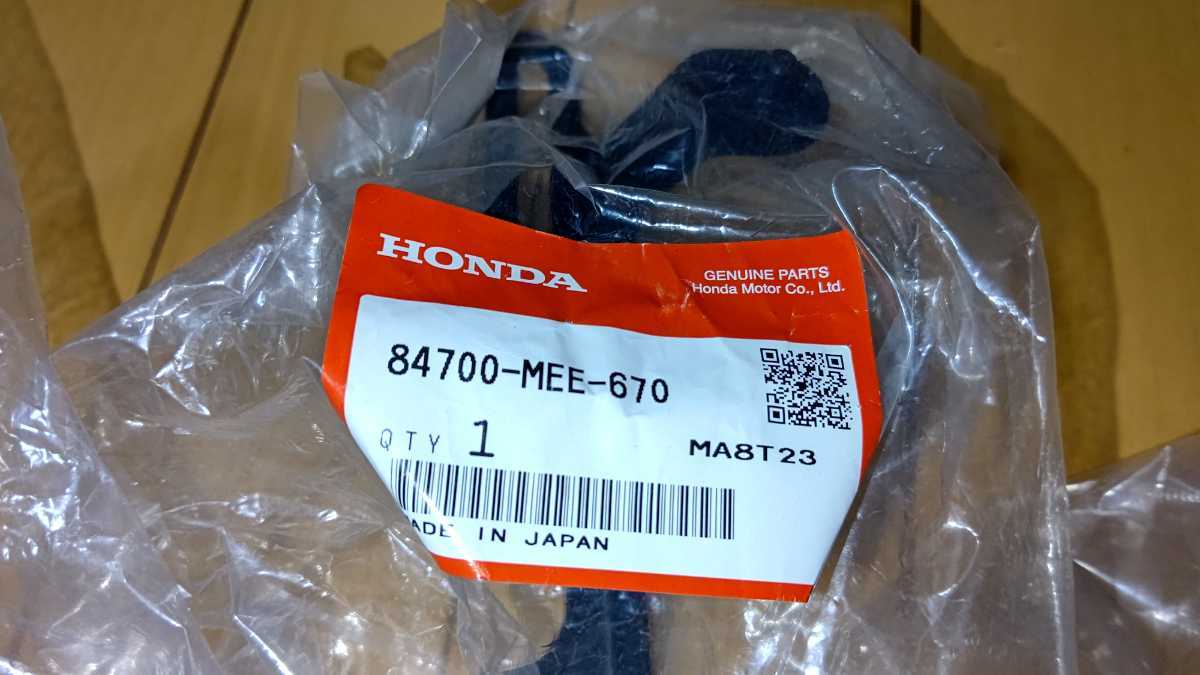 HONDA
GENUINE PARTS
Honda Motor Co., Ltd.
84700-MEE-670
QTY 1
MA8T23
ADE IN JAPAN